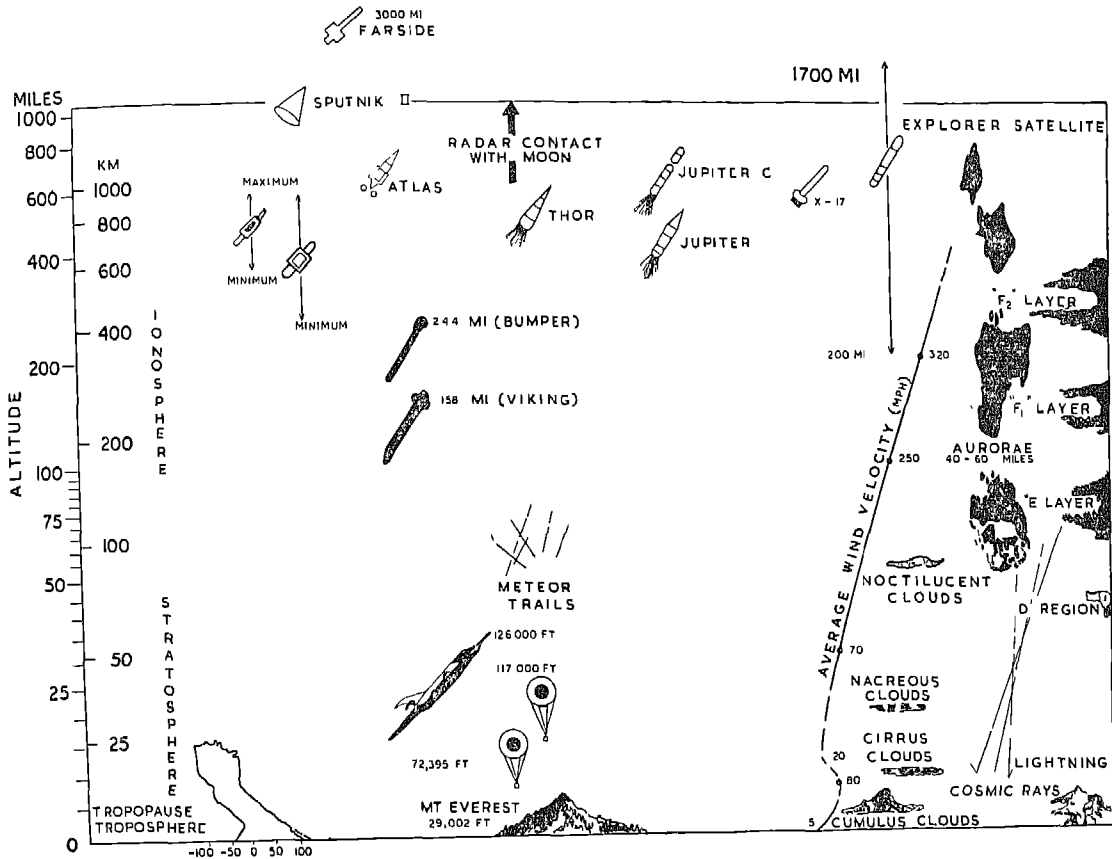 3000 MI
FARSIDE
1700 MI
MILES
SPUTNIK II
1000
EXPLORER SATELLITE
RADAR CONTACT
WITH MOON
800
KM
ATLAS
JUPITER C
MAXIMUM
1000
600
X-17
THOR
800
JUPITER
400
600
MINIMUM
"F2"
LAYER
MINIMUM
244 MI (BUMPER)
400
200 MI
320
200
IONOSPHERE
158 MI (VIKING)
"F1" LAYER
ALTITUDE
200
AURORAE
40-60 MILES
250
100
AVERAGE WIND VELOCITY (MPH)
"E LAYER"
75
100
METEOR
TRAILS
NOCTILUCENT
CLOUDS
50
D REGION
STRATOSPHERE
126000 FT
50
117000 FT
70
25
NACREOUS
CLOUDS
25
CIRRUS
CLOUDS
72,395 FT
20
LIGHTNING
80
COSMIC RAYS
MT EVEREST
29,002 FT
TROPOPAUSE
TROPOSPHERE
5
CUMULUS CLOUDS
0
0
-100 -50 0 50 100